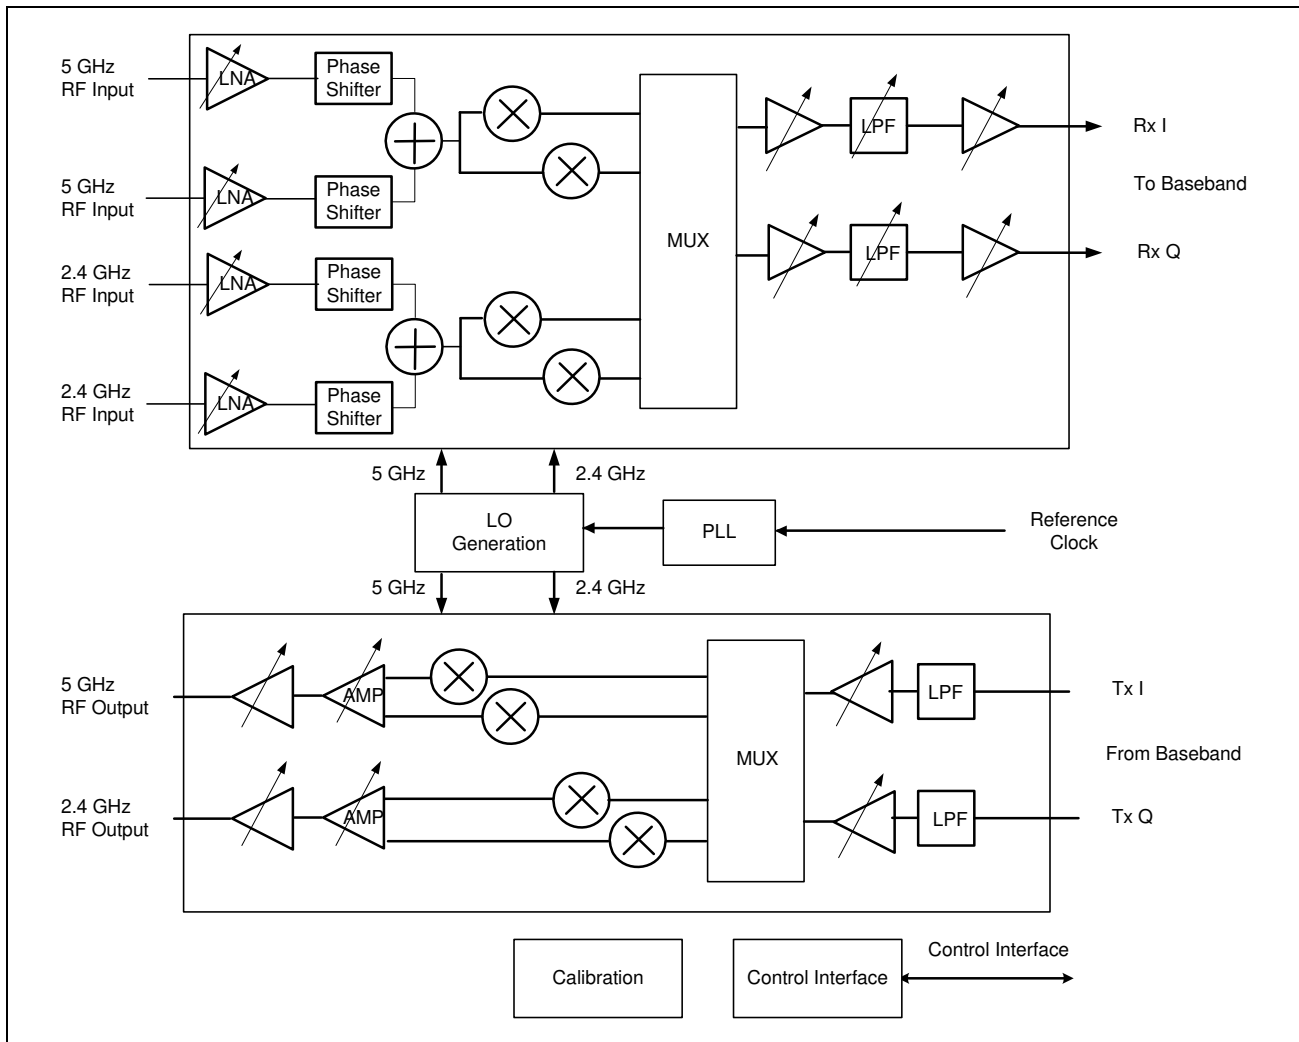 5 GHz
RF Input
LNA
Phase
Shifter
5 GHz
RF Input
LNA
Phase
Shifter
2.4 GHz
RF Input
LNA
Phase
Shifter
2.4 GHz
RF Input
LNA
Phase
Shifter
MUX
LPF
Rx I
To Baseband
LPF
Rx Q
5 GHz
2.4 GHz
LO
Generation
PLL
Reference
Clock
5 GHz
2.4 GHz
5 GHz
RF Output
AMP
2.4 GHz
RF Output
AMP
MUX
LPF
Tx I
From Baseband
LPF
Tx Q
Calibration
Control Interface
Control Interface